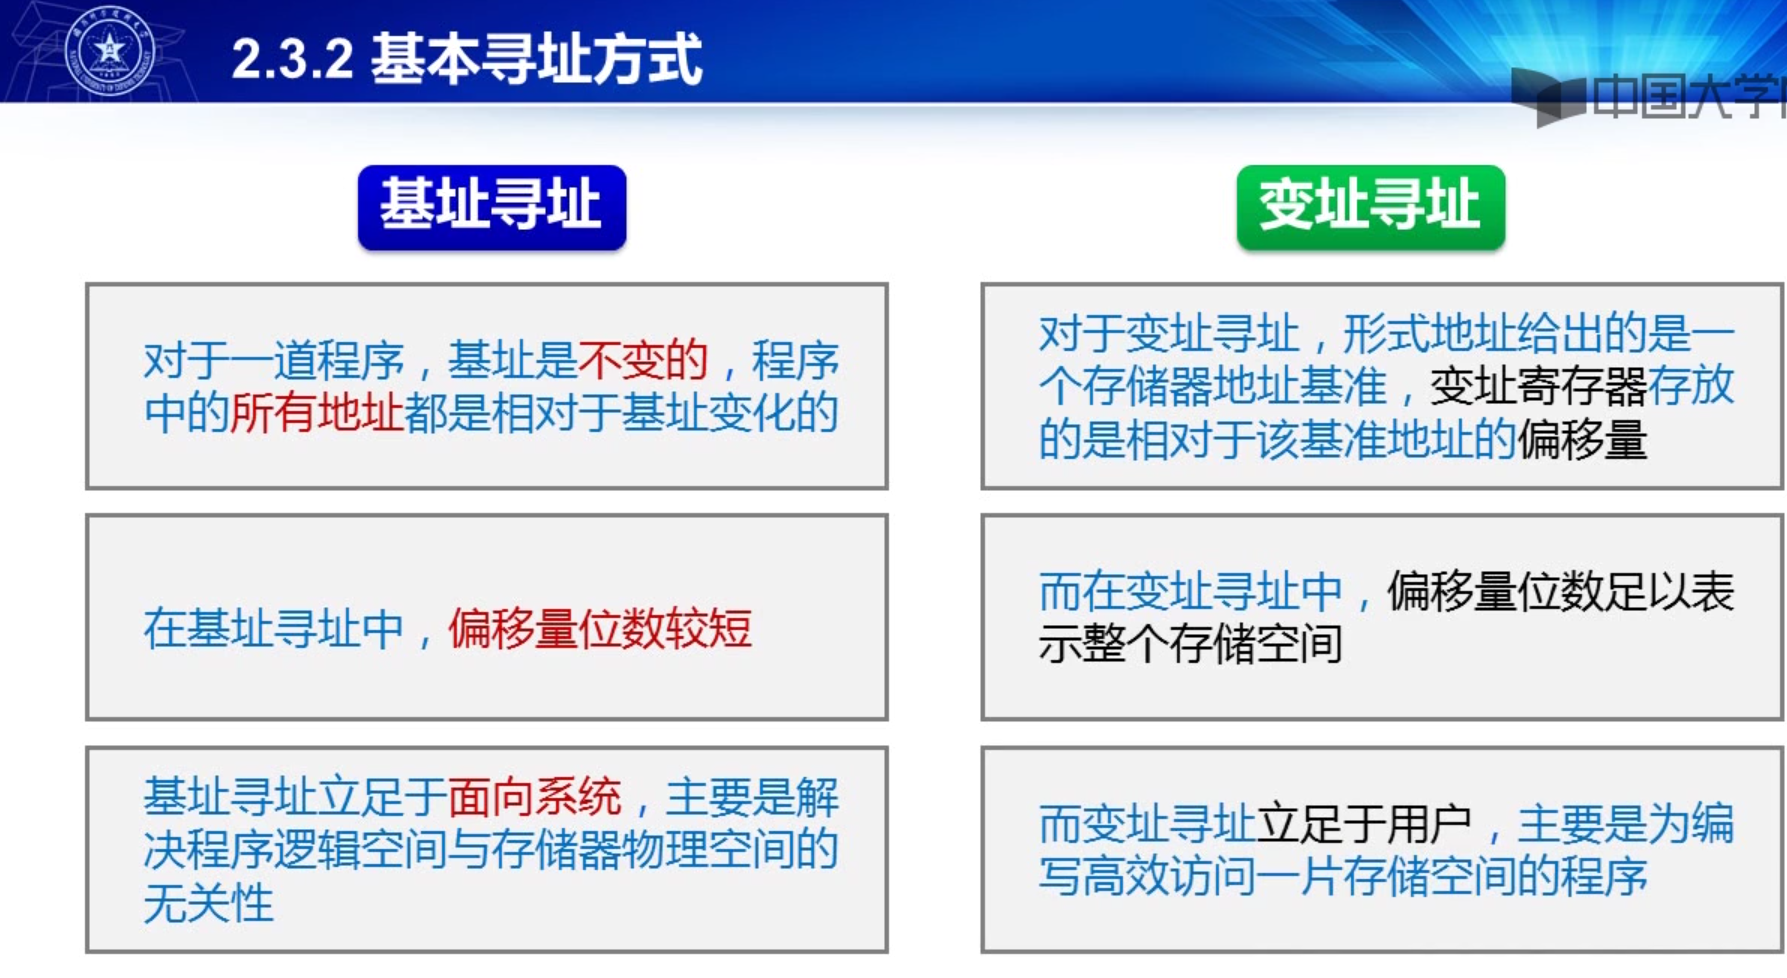 2.3.2 基本寻址方式
中国大学
基址寻址
变址寻址
对于一道程序，基址是不变的，程序
中的所有地址都是相对于基址变化的
对于变址寻址，形式地址给出的是一
个存储器地址基准，变址寄存器存放
的是相对于该基准地址的偏移量
在基址寻址中，偏移量位数较短
而在变址寻址中，偏移量位数足以表
示整个存储空间
基址寻址立足于面向系统，主要是解
决程序逻辑空间与存储器物理空间的
无关性
而变址寻址立足于用户，主要是为编
写高效访问一片存储空间的程序